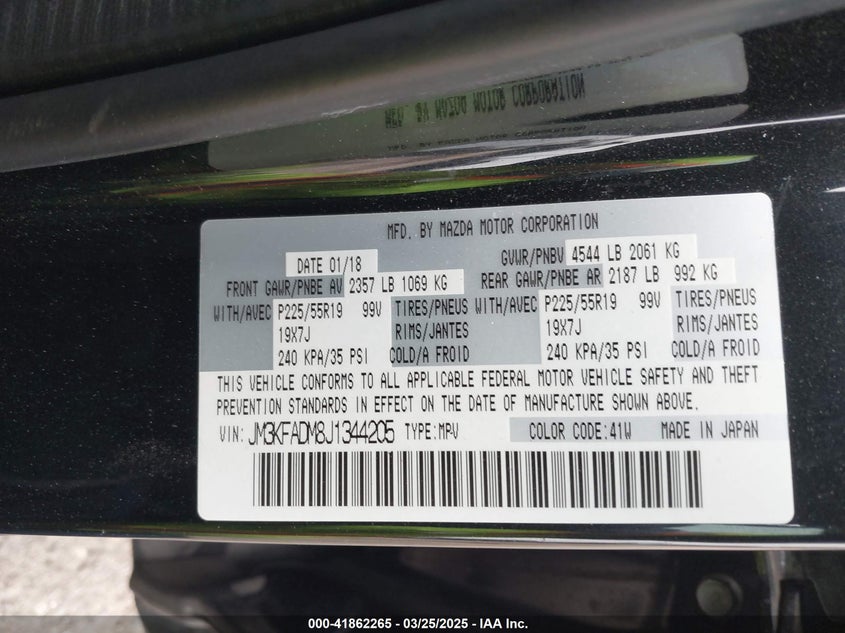 MFD. BY MAZDA MOTOR CORPORATION
MFD. BY MAZDA MOTOR CORPORATION
DATE 01/18 GVWR/PNBV 4544 LB 2061 KG
FRONT GAWR/PNBE AV 2357 LB 1069 KG REAR GAWR/PNBE AR 2187 LB 992 KG
WITH/AVEC P225/55R19 99V TIRES/PNEUS WITH/AVEC P225/55R19 99V TIRES/PNEUS
19X7J RIMS/JANTES 19X7J RIMS/JANTES
240 KPA/35 PSI COLD/A FROID 240 KPA/35 PSI COLD/A FROID
THIS VEHICLE CONFORMS TO ALL APPLICABLE FEDERAL MOTOR VEHICLE SAFETY AND THEFT
PREVENTION STANDARDS IN EFFECT ON THE DATE OF MANUFACTURE SHOWN ABOVE.
VIN: JM3KFADM8J1344205 TYPE:MPV COLOR CODE:41W MADE IN JAPAN
000-41862265 - 03/25/2025 - IAA Inc.